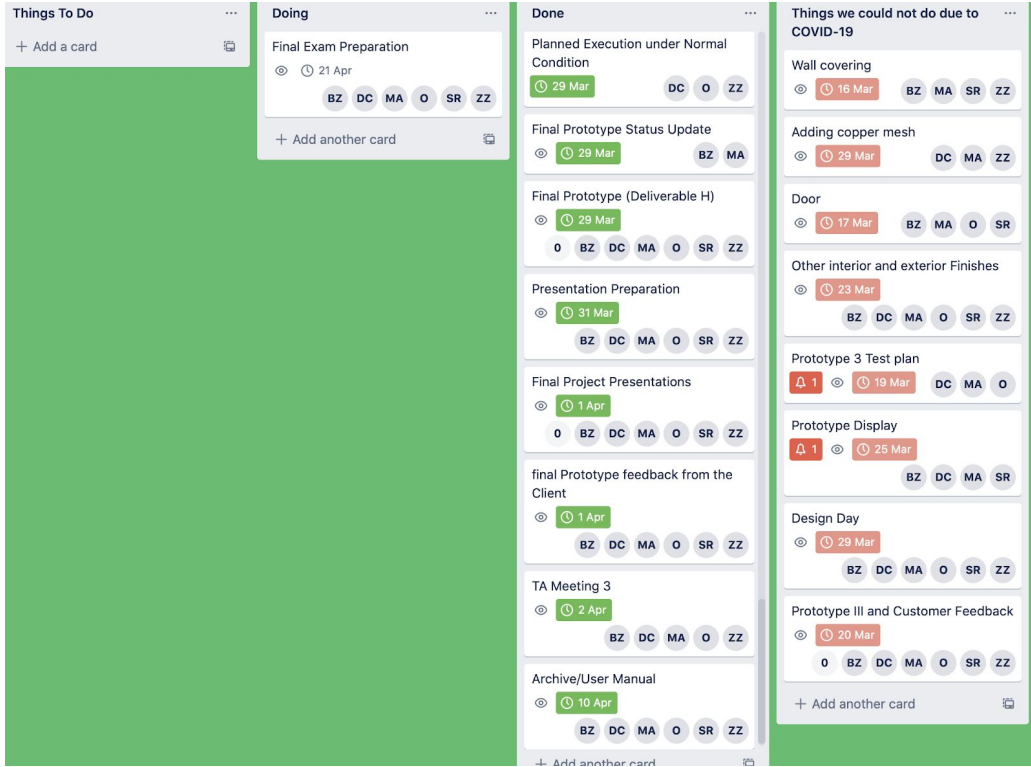 Things To Do
+ Add a card
Doing
Final Exam Preparation
21 Apr
BZ DC MA O SR ZZ
+ Add another card
Done
Planned Execution under Normal
Condition
29 Mar
DC O ZZ
Final Prototype Status Update
29 Mar
BZ MA
Final Prototype (Deliverable H)
29 Mar
0 BZ DC MA O SR ZZ
Presentation Preparation
31 Mar
BZ DC MA O SR ZZ
Final Project Presentations
1 Apr
0 BZ DC MA O SR ZZ
final Prototype feedback from the
Client
1 Apr
BZ DC MA O SR ZZ
TA Meeting 3
2 Apr
BZ DC MA O ZZ
Archive/User Manual
10 Apr
BZ DC MA O SR ZZ
+ Add another card
Things we could not do due to
COVID-19
Wall covering
16 Mar BZ MA SR ZZ
Adding copper mesh
29 Mar DC MA ZZ
Door
17 Mar BZ MA O SR
Other interior and exterior Finishes
23 Mar
BZ DC MA O SR ZZ
Prototype 3 Test plan
1 19 Mar DC MA O
Prototype Display
1 25 Mar
BZ DC MA SR
Design Day
29 Mar
BZ DC MA O SR ZZ
Prototype III and Customer Feedback
20 Mar
0 BZ DC MA O SR ZZ
+ Add another card